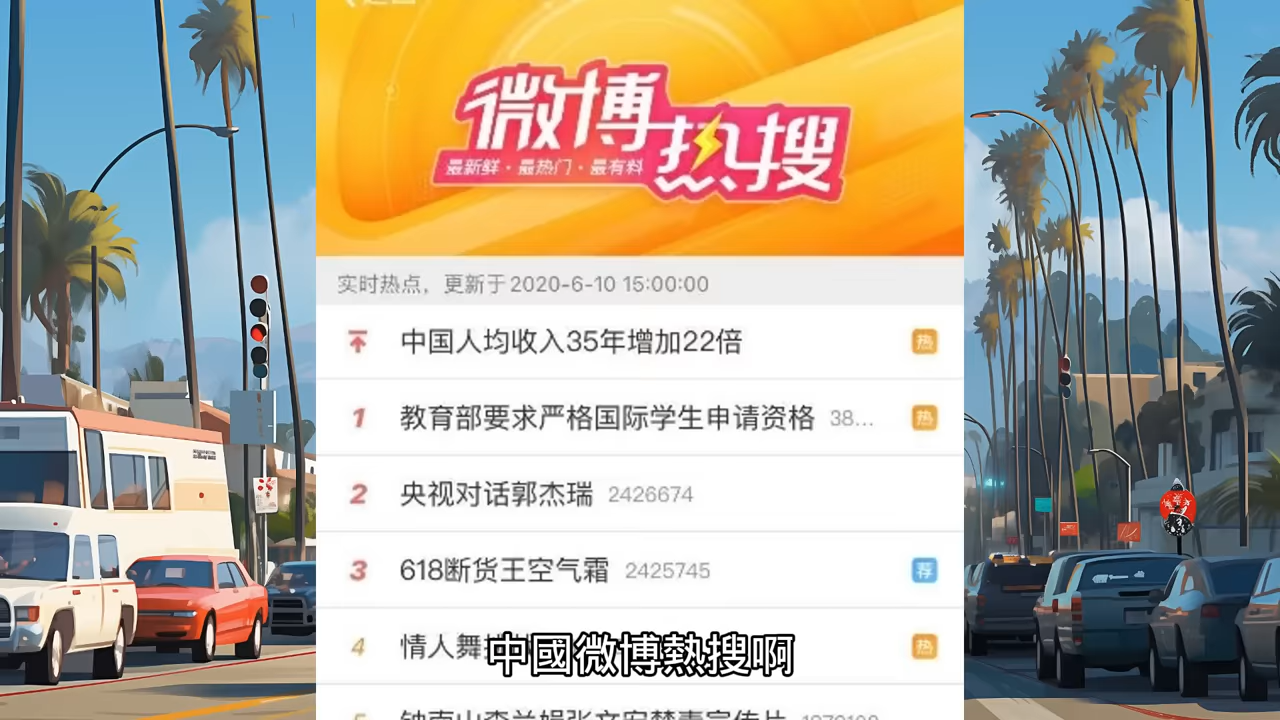 微博热搜
最新鲜·最热门·最有料
实时热点，更新于2020-6-10 15:00:00
中国人均收入35年增加22倍 热
1 教育部要求严格国际学生申请资格 38... 热
2 央视对话郭杰瑞 2426674
3 618断货王空气霜 2425745 荐
4 情人舞 热
中國微博熱搜啊